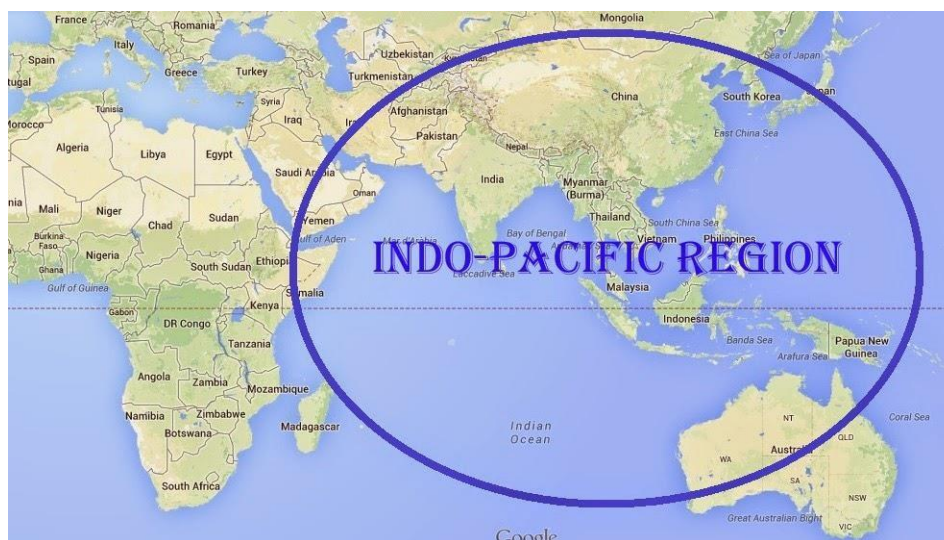 France
Romania
Mongolia
Italy
Uzbekistan
Sea of Japan
Spain
Greece
Turkey
Turkmenistan
South Korea
Syria
Tunisia
Afghanistan
China
Iraq
Pakistan
East China Sea
Algeria
Libya
Egypt
Nepal
Saudi Arabia
India
Oman
Myanmar
(Burma)
Mali
Niger
Chad
Sudan
Yemen
Thailand
South China Sea
Burkina
Faso
Gulf of Aden
Bay of Bengal
Vietnam
Philippines
INDO-PACIFIC REGION
Nigeria
South Sudan
Ethiopia
Ghana
Laccadive Sea
Gulf of Guinea
Malaysia
Somalia
Kenya
Gabon
DR Congo
Indonesia
Tanzania
Banda Sea
Papua New
Guinea
Arafura Sea
Angola
Zambia
Mozambique
Namibia
Zimbabwe
Madagascar
Botswana
Indian
Ocean
NT
Coral Sea
QLD
Australia
WA
SA
South Africa
NSW
Great Australian Bight
VIC
Google